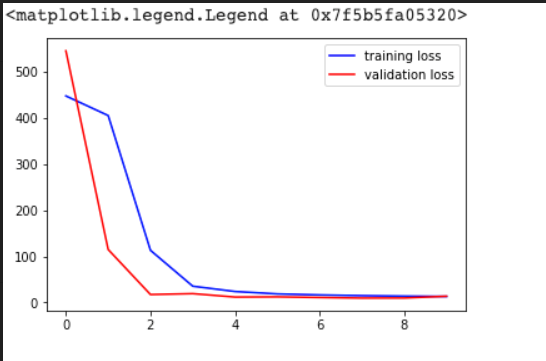 <matplotlib.legend.Legend at 0x7f5b5fa05320>
training loss
validation loss
500
400
300
200
100
0
0 2 4 6 8